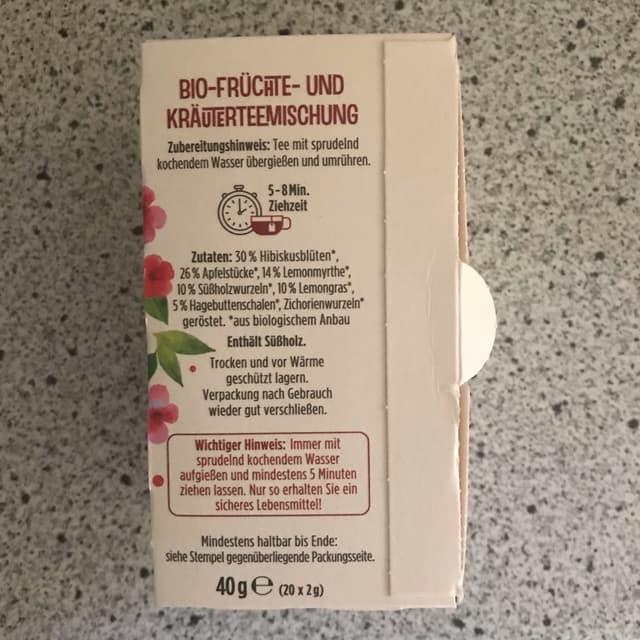 BIO-FRÜCHTE- UND
KRÄUTERTEEMISCHUNG
Zubereitungshinweis: Tee mit sprudelnd
kochendem Wasser übergießen und umrühren.
5 - 8 Min.
Ziehzeit
Zutaten: 30 % Hibiskusblüten*,
26 % Apfelstücke*, 14 % Lemonmyrthe*,
10 % Süßholzwurzeln*, 10 % Lemongras*,
5 % Hagebuttenschalen*, Zichorienwurzeln*
geröstet. *aus biologischem Anbau
Enthält Süßholz.
Trocken und vor Wärme
geschützt lagern.
Verpackung nach Gebrauch
wieder gut verschließen.
Wichtiger Hinweis: Immer mit
sprudelnd kochendem Wasser
aufgießen und mindestens 5 Minuten
ziehen lassen. Nur so erhalten Sie ein
sicheres Lebensmittel!
Mindestens haltbar bis Ende:
siehe Stempel gegenüberliegende Packungsseite.
40 g ℮ (20 x 2 g)